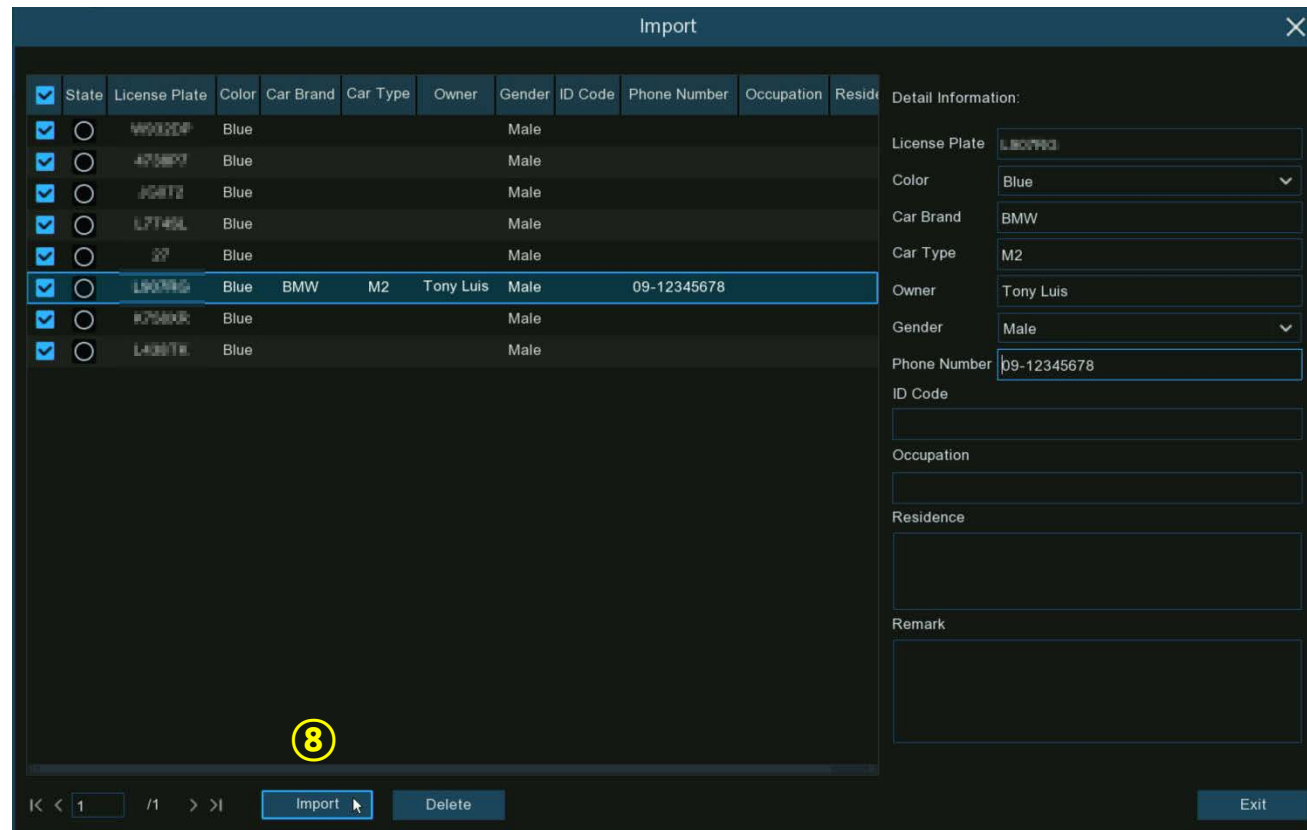 Import
State License Plate Color Car Brand Car Type Owner Gender ID Code Phone Number Occupation Reside
Blue Male
Blue Male
Blue Male
Blue Male
Blue Male
Blue BMW M2 Tony Luis Male 09-12345678
Blue Male
Blue Male
Detail Information:
License Plate
Color Blue
Car Brand BMW
Car Type M2
Owner Tony Luis
Gender Male
Phone Number 09-12345678
ID Code
Occupation
Residence
Remark
⑧
1 /1 Import Delete Exit